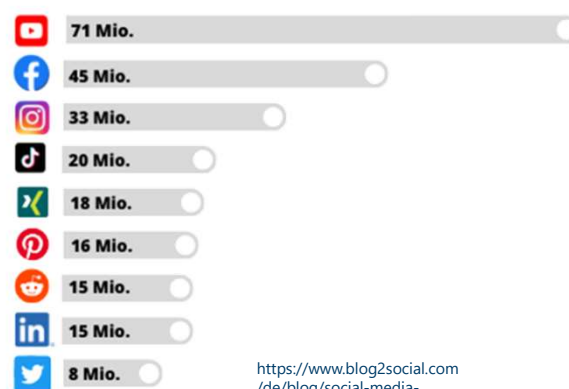 71 Mio.
45 Mio.
33 Mio.
20 Mio.
18 Mio.
16 Mio.
15 Mio.
in 15 Mio.
8 Mio.
https://www.blog2social.com
/de/blog/social-media-